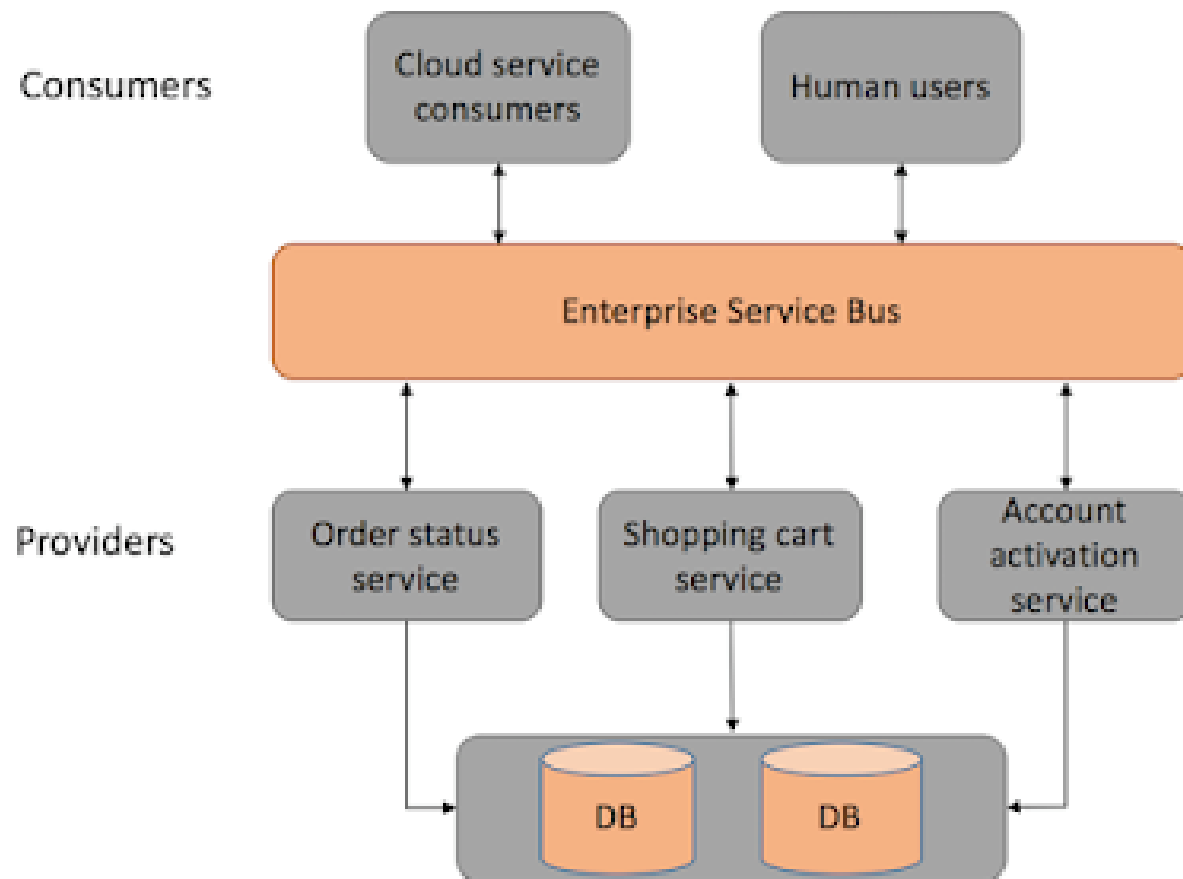 Consumers
Cloud service
consumers
Human users
Enterprise Service Bus
Providers
Order status
service
Shopping cart
service
Account
activation
service
DB
DB